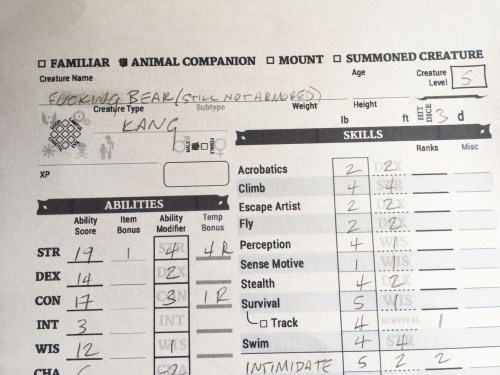 □ FAMILIAR ■ ANIMAL COMPANION □ MOUNT □ SUMMONED CREATURE
Creature Name Age Creature Level 5
FUCKING BEAR (STILL NOT ARMORED)
Creature Type Subtype Weight Height
KANG lb ft HIT DICE 3 d
XP
SKILLS
Ranks Misc
ABILITIES
Ability Score Item Bonus Ability Modifier Temp Bonus
STR 19 1 4 4R
DEX 14 2
CON 17 3 1R
INT 3 INT
WIS 12 1
CHA 2
Acrobatics 2 2
Climb 4 4
Escape Artist 2 2
Fly 2 2
Perception 4 1
Sense Motive 1 1
Stealth 4 2
Survival 5 1
□ Track 4 SURVIVAL 1
Swim 4 4
INTIMIDATE 5 2 2